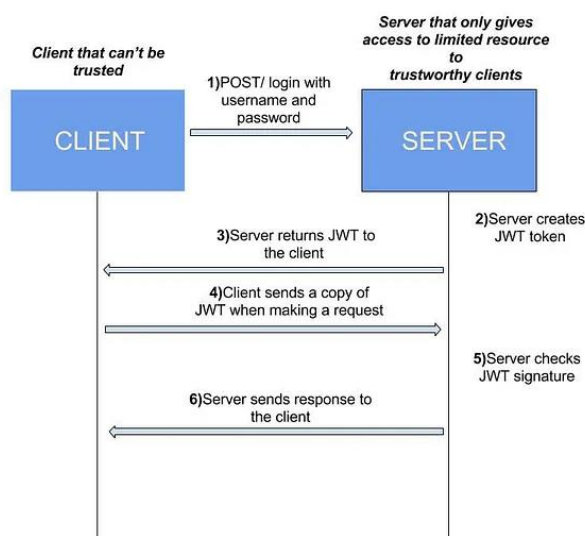 Client that can't be
trusted
Server that only gives
access to limited resource
to
trustworthy clients
1)POST/ login with
username and
password
CLIENT
SERVER
2)Server creates
JWT token
3)Server returns JWT to
the client
4)Client sends a copy of
JWT when making a request
5)Server checks
JWT signature
6)Server sends response to
the client